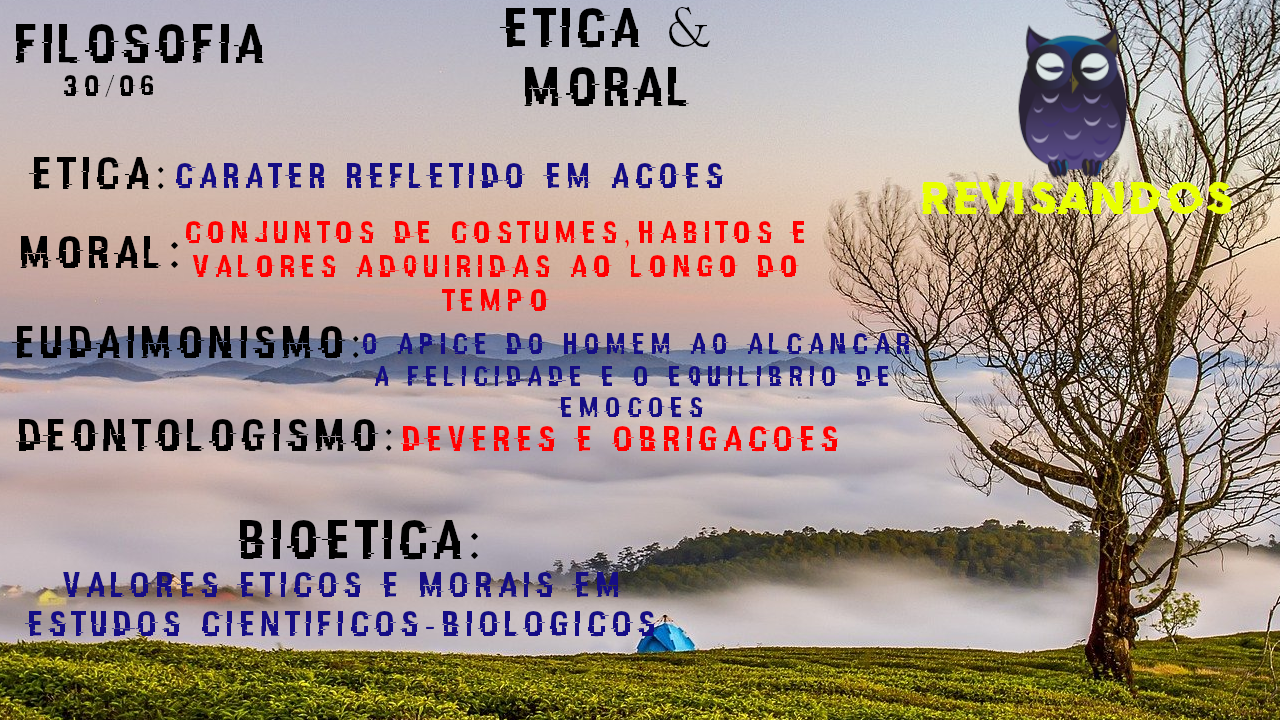 FILOSOFIA
30/06
ETICA &
MORAL
REVISANDOS
ETICA: CARATER REFLETIDO EM ACOES
MORAL: CONJUNTOS DE COSTUMES,HABITOS E
VALORES ADQUIRIDAS AO LONGO DO
TEMPO
EUDAIMONISMO: O APICE DO HOMEM AO ALCANCAR
A FELICIDADE E O EQUILIBRIO DE
EMOCOES
DEONTOLOGISMO: DEVERES E OBRIGACOES
BIOETICA:
VALORES ETICOS E MORAIS EM
ESTUDOS CIENTIFICOS-BIOLOGICOS